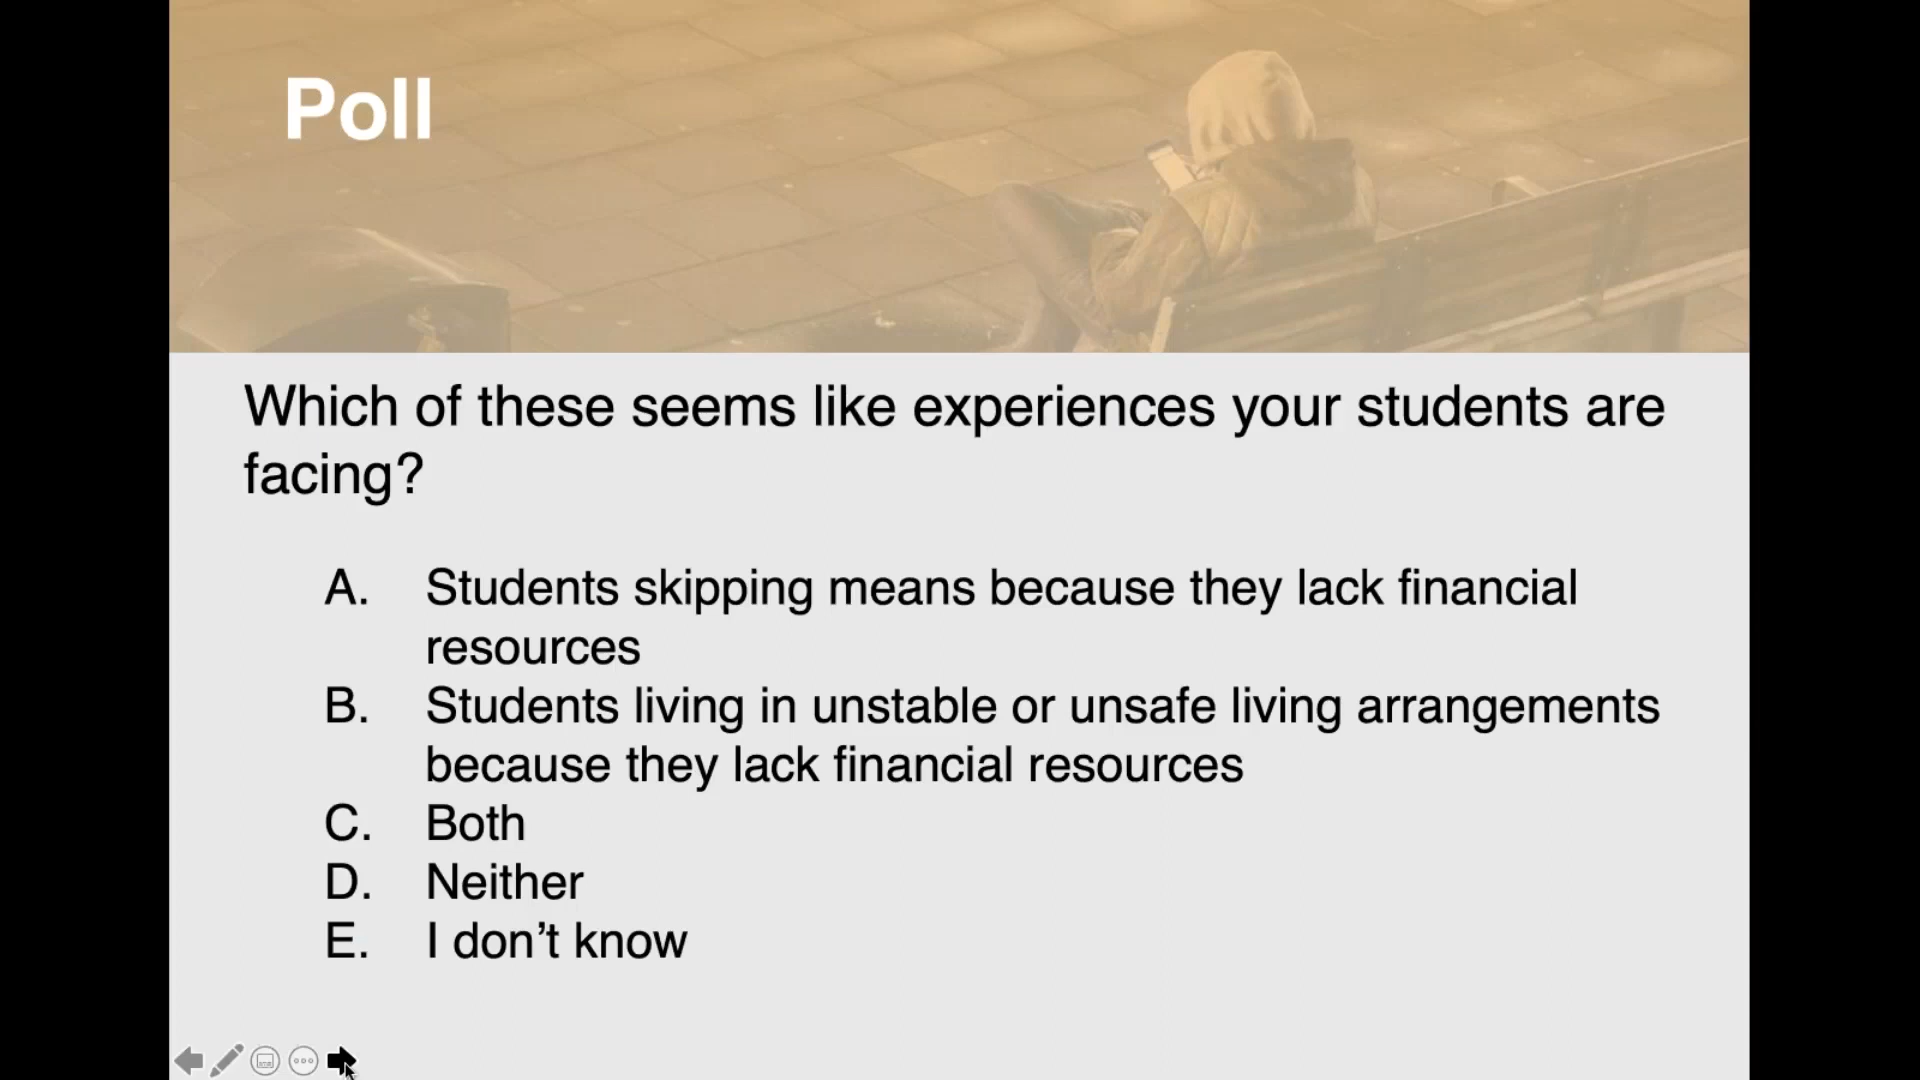 Poll
Which of these seems like experiences your students are
facing?
A. Students skipping means because they lack financial
resources
B. Students living in unstable or unsafe living arrangements
because they lack financial resources
C. Both
D. Neither
E. I don’t know